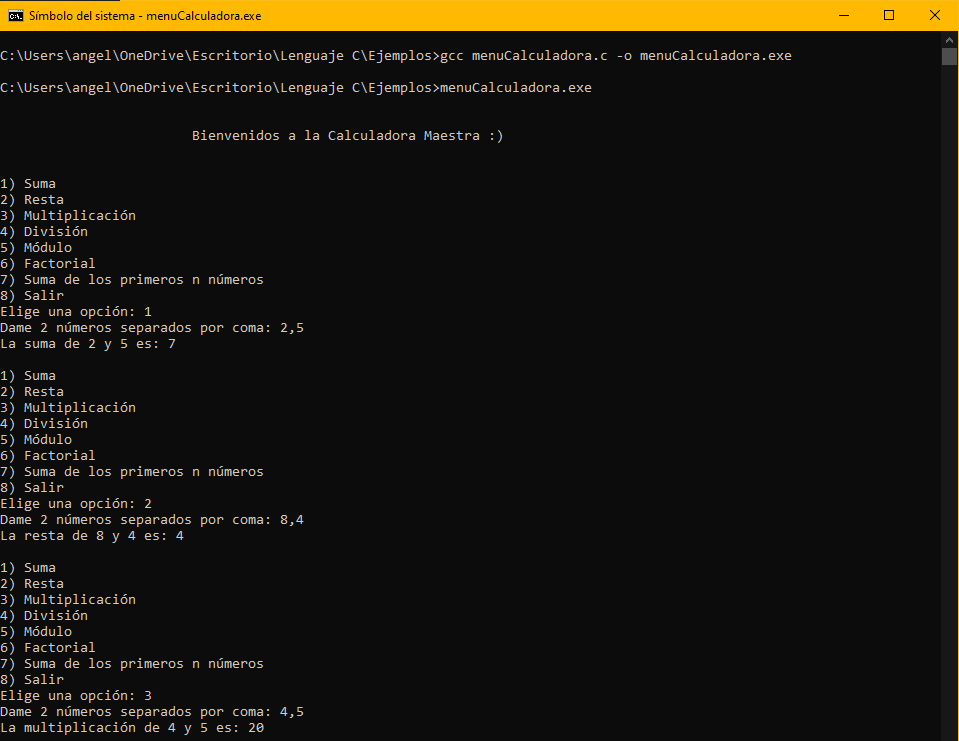 Símbolo del sistema - menuCalculadora.exe
C:\Users\angel\OneDrive\Escritorio\Lenguaje C\Ejemplos>gcc menuCalculadora.c -o menuCalculadora.exe
C:\Users\angel\OneDrive\Escritorio\Lenguaje C\Ejemplos>menuCalculadora.exe
Bienvenidos a la Calculadora Maestra :)
1) Suma
2) Resta
3) Multiplicación
4) División
5) Módulo
6) Factorial
7) Suma de los primeros n números
8) Salir
Elige una opción: 1
Dame 2 números separados por coma: 2,5
La suma de 2 y 5 es: 7
1) Suma
2) Resta
3) Multiplicación
4) División
5) Módulo
6) Factorial
7) Suma de los primeros n números
8) Salir
Elige una opción: 2
Dame 2 números separados por coma: 8,4
La resta de 8 y 4 es: 4
1) Suma
2) Resta
3) Multiplicación
4) División
5) Módulo
6) Factorial
7) Suma de los primeros n números
8) Salir
Elige una opción: 3
Dame 2 números separados por coma: 4,5
La multiplicación de 4 y 5 es: 20